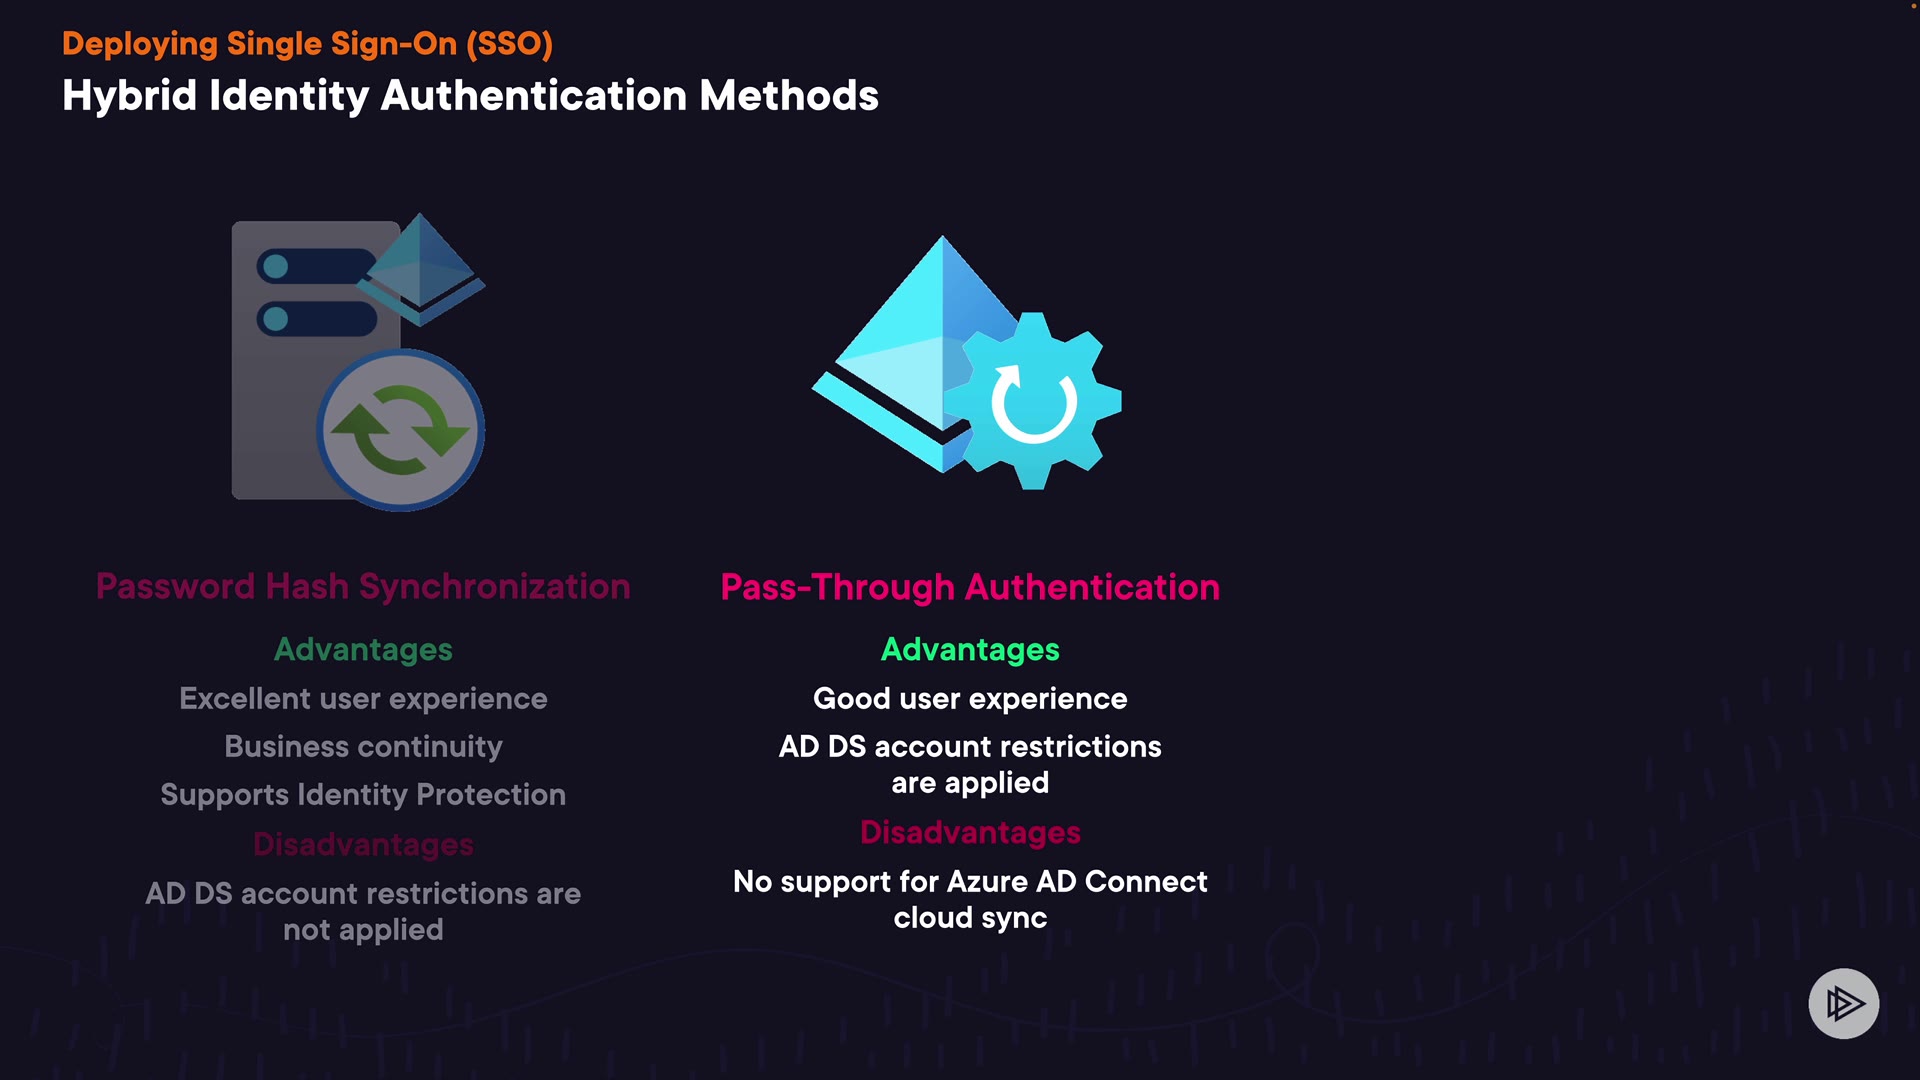 Deploying Single Sign-On (SSO)
Hybrid Identity Authentication Methods
Password Hash Synchronization
Advantages
Excellent user experience
Business continuity
Supports Identity Protection
Disadvantages
AD DS account restrictions are
not applied
Pass-Through Authentication
Advantages
Good user experience
AD DS account restrictions
are applied
Disadvantages
No support for Azure AD Connect
cloud sync